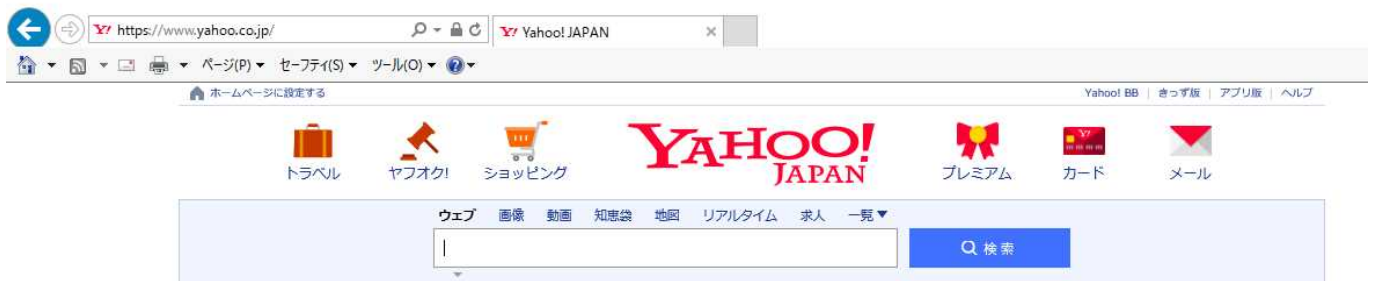 Y! https://www.yahoo.co.jp/ Y! Yahoo! JAPAN
ページ(P) セーフティ(S) ツール(O)
ホームページに設定する Yahoo! BB | きっず版 | アプリ版 | ヘルプ
YAHOO!
JAPAN
トラベル ヤフオク! ショッピング プレミアム カード メール
ウェブ 画像 動画 知恵袋 地図 リアルタイム 求人 一覧▼
検索